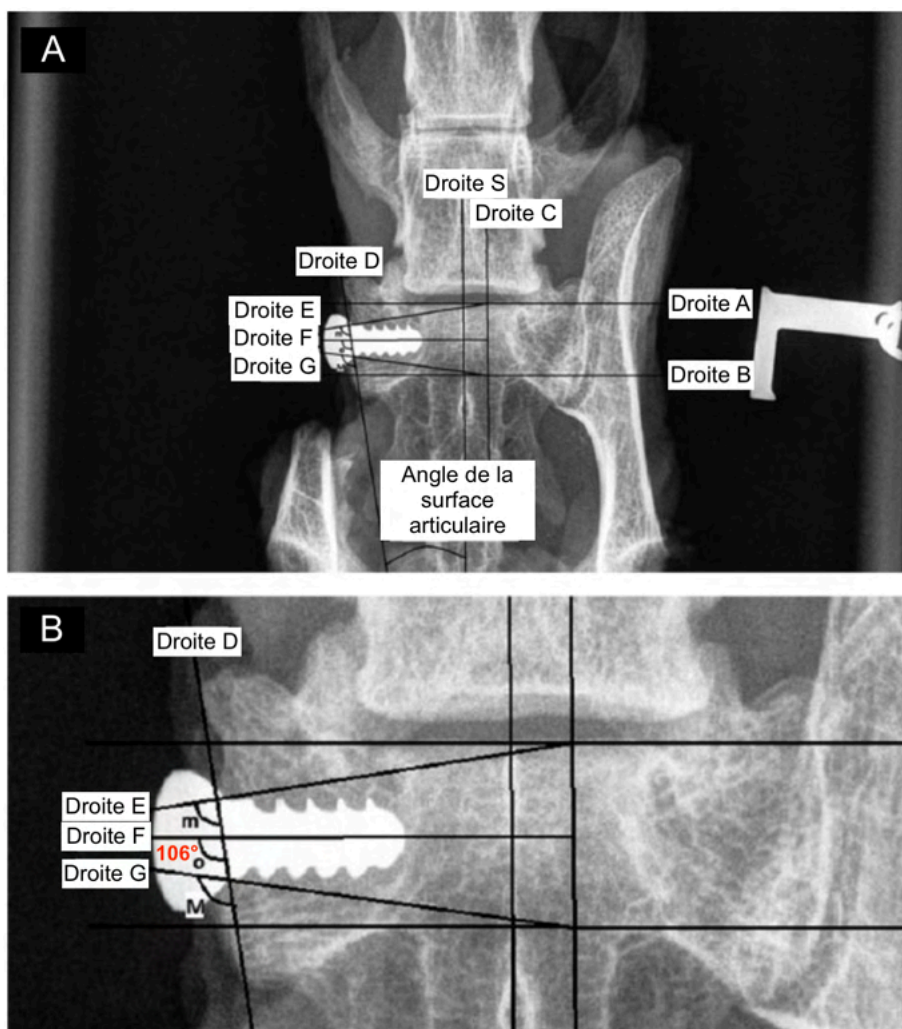 A
Droite S
Droite C
Droite D
Droite E
Droite A
Droite F
Droite G
Droite B
Angle de la
surface
articulaire
B
Droite D
Droite E
m
Droite F
106°
o
Droite G
M